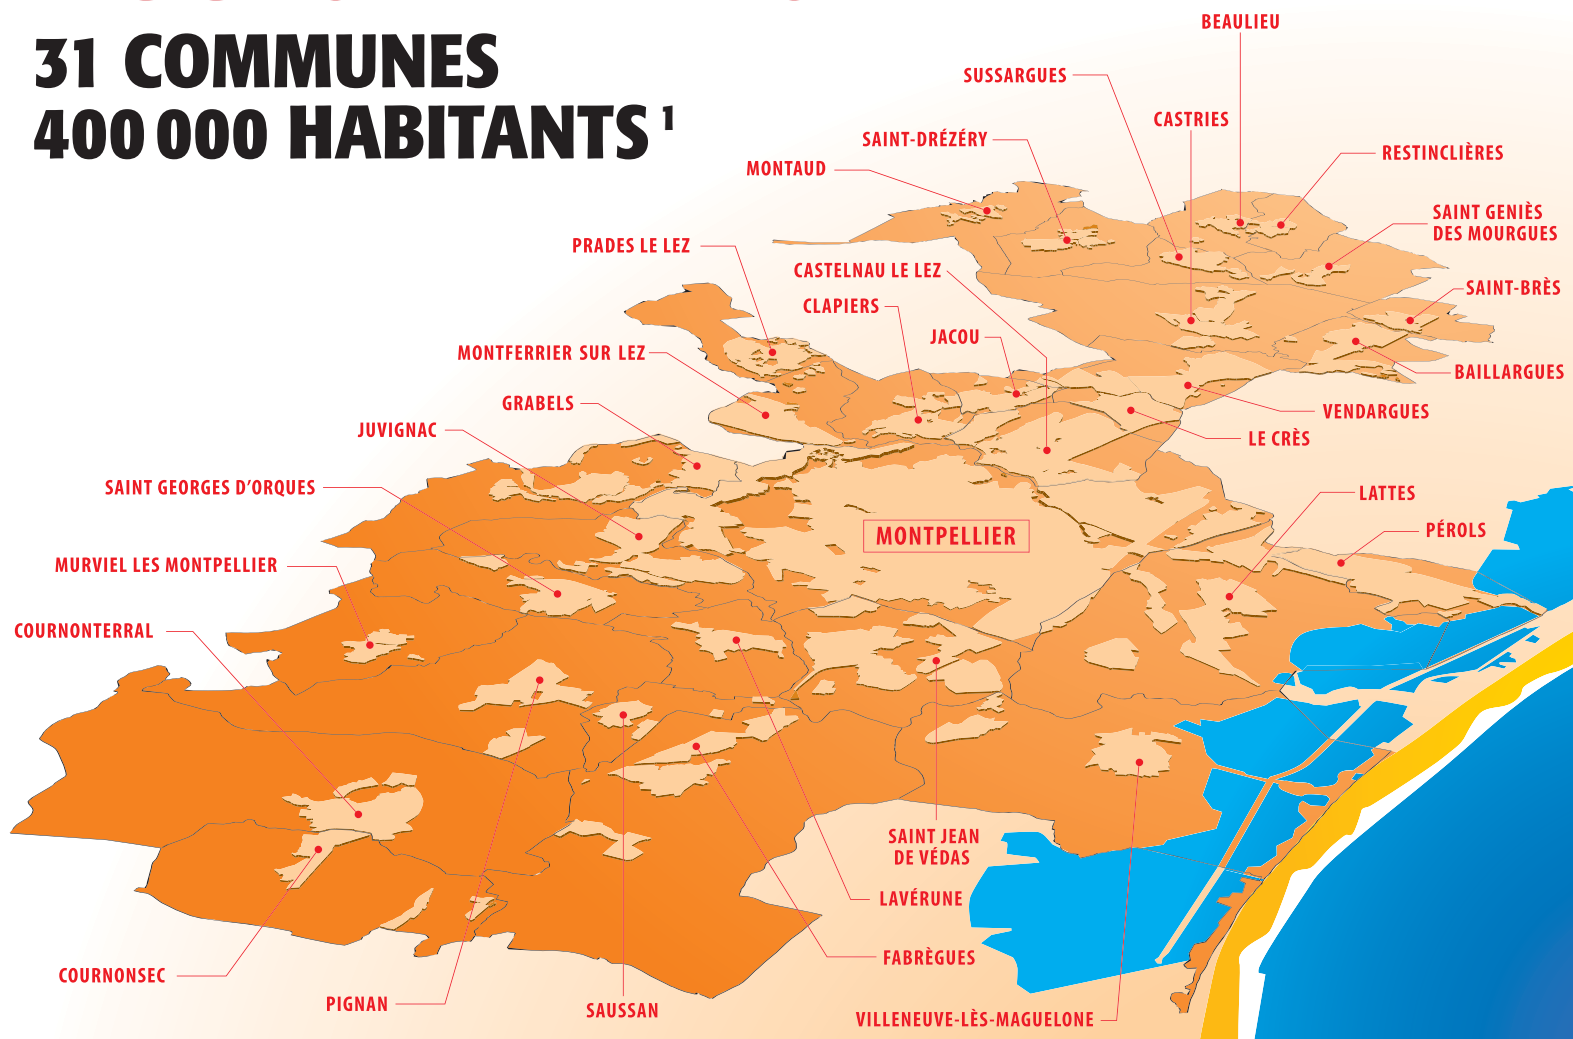 31 COMMUNES
400 000 HABITANTS 1
BEAULIEU
SUSSARGUES
CASTRIES
SAINT-DRÉZÉRY
RESTINCLIÈRES
MONTAUD
SAINT GENIÈS
DES MOURGUES
PRADES LE LEZ
CASTELNAU LE LEZ
SAINT-BRÈS
CLAPIERS
JACOU
MONTFERRIER SUR LEZ
BAILLARGUES
GRABELS
VENDARGUES
JUVIGNAC
LE CRÈS
SAINT GEORGES D'ORQUES
LATTES
MONTPELLIER
PÉROLS
MURVIEL LES MONTPELLIER
COURNONTERRAL
SAINT JEAN
DE VÉDAS
LAVÉRUNE
FABRÈGUES
COURNONSEC
PIGNAN
SAUSSAN
VILLENEUVE-LÈS-MAGUELONE